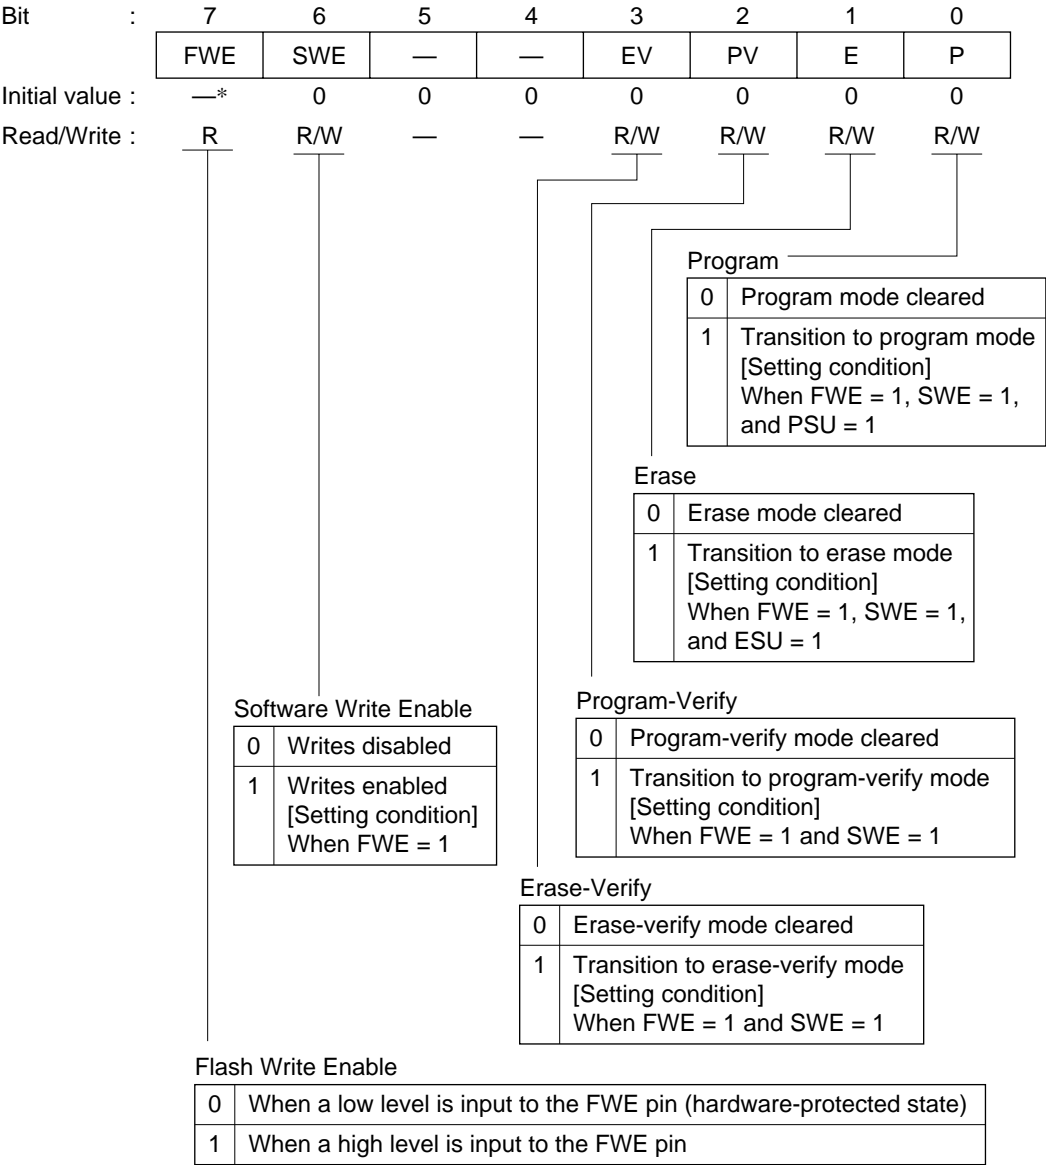 Bit : 7 6 5 4 3 2 1 0
FWE SWE — — EV PV E P
Initial value : —* 0 0 0 0 0 0 0
Read/Write : R R/W — — R/W R/W R/W R/W
Program
0 Program mode cleared
1 Transition to program mode
[Setting condition]
When FWE = 1, SWE = 1,
and PSU = 1
Erase
0 Erase mode cleared
1 Transition to erase mode
[Setting condition]
When FWE = 1, SWE = 1,
and ESU = 1
Software Write Enable
0 Writes disabled
1 Writes enabled
[Setting condition]
When FWE = 1
Program-Verify
0 Program-verify mode cleared
1 Transition to program-verify mode
[Setting condition]
When FWE = 1 and SWE = 1
Erase-Verify
0 Erase-verify mode cleared
1 Transition to erase-verify mode
[Setting condition]
When FWE = 1 and SWE = 1
Flash Write Enable
0 When a low level is input to the FWE pin (hardware-protected state)
1 When a high level is input to the FWE pin